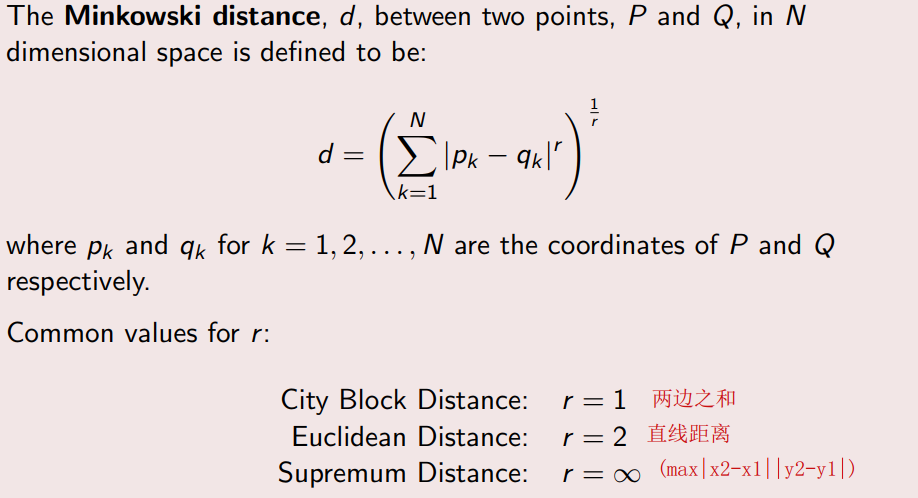 The Minkowski distance, d, between two points, P and Q, in N
dimensional space is defined to be:
d = (∑_{k=1}^{N} |p_k − q_k|^r)^{1/r}
where p_k and q_k for k = 1, 2, . . . , N are the coordinates of P and Q
respectively.
Common values for r:
City Block Distance: r = 1 两边之和
Euclidean Distance: r = 2 直线距离
Supremum Distance: r = ∞ (max|x2-x1||y2-y1|)